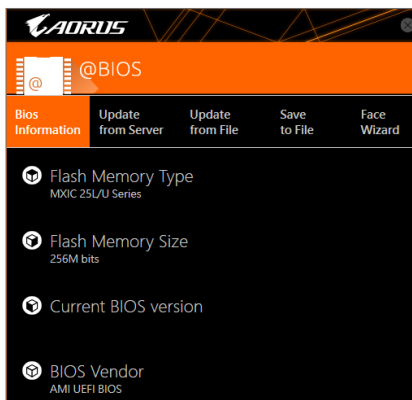 AORUS
@
@BIOS
Bios Information
Update from Server
Update from File
Save to File
Face Wizard
Flash Memory Type
MXIC 25L/U Series
Flash Memory Size
256M bits
Current BIOS version
BIOS Vendor
AMI UEFI BIOS